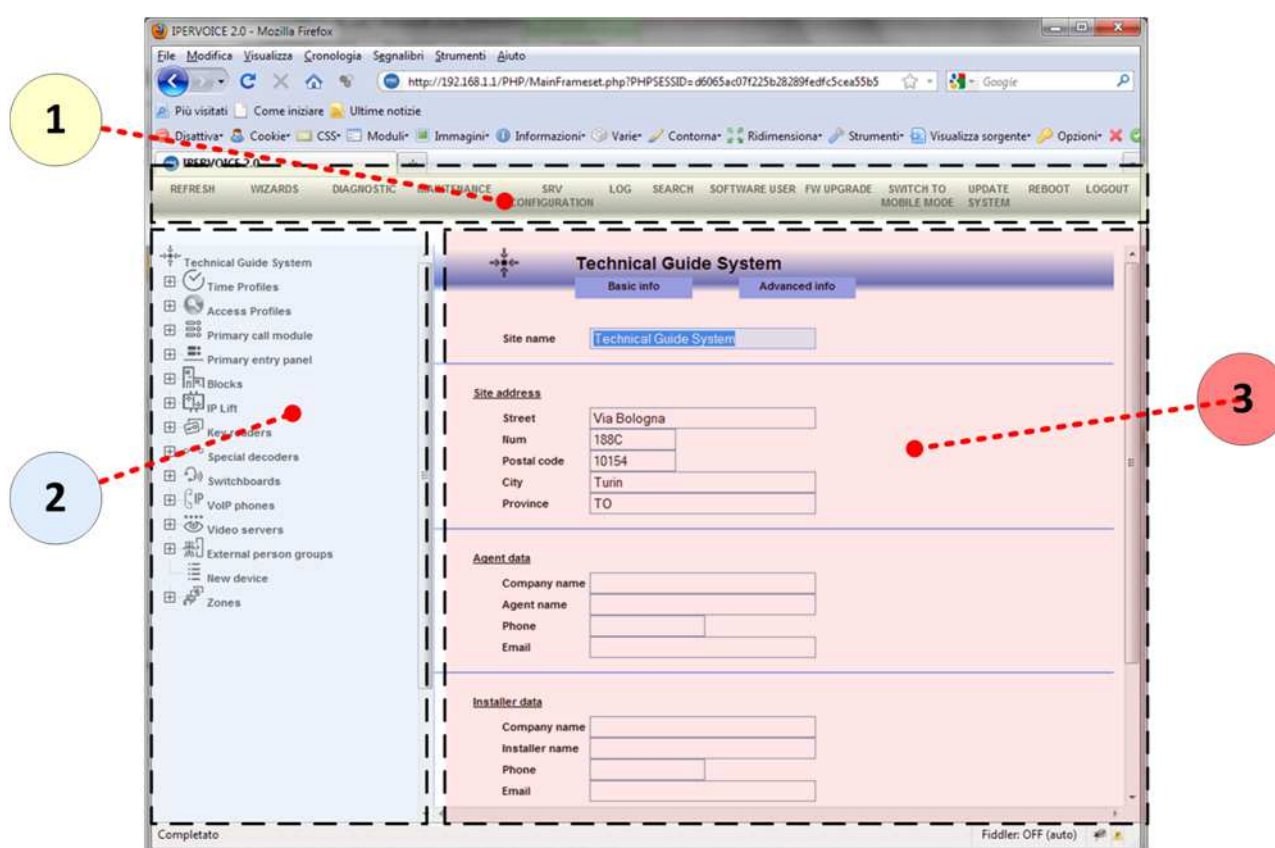 IPERVOICE 2.0 - Mozilla Firefox
File Modifica Visualizza Cronologia Segnalibri Strumenti Aiuto
http://192.168.1.1/PHP/MainFrameset.php?PHPSESSID=d6065ac07f225b28289fedfc5cea55b5 Google
Più visitati Come iniziare Ultime notizie
Disattiva Cookie CSS Moduli Immagini Informazioni Varie Contorna Ridimensiona Strumenti Visualizza sorgente Opzioni
1
IPERVOICE 2.0
REFRESH WIZARDS DIAGNOSTIC MAINTENANCE SRV CONFIGURATION LOG SEARCH SOFTWARE USER FW UPGRADE SWITCH TO MOBILE MODE UPDATE SYSTEM REBOOT LOGOUT
Technical Guide System
Time Profiles
Access Profiles
Primary call module
Primary entry panel
Blocks
IP Lift
Key readers
Special decoders
Switchboards
VoIP phones
Video servers
External person groups
New device
Zones
2
Technical Guide System
Basic info Advanced info
Site name Technical Guide System
Site address
Street Via Bologna
Num 188C
Postal code 10154
City Turin
Province TO
3
Agent data
Company name
Agent name
Phone
Email
Installer data
Company name
Installer name
Phone
Email
Completato Fiddler: OFF (auto)